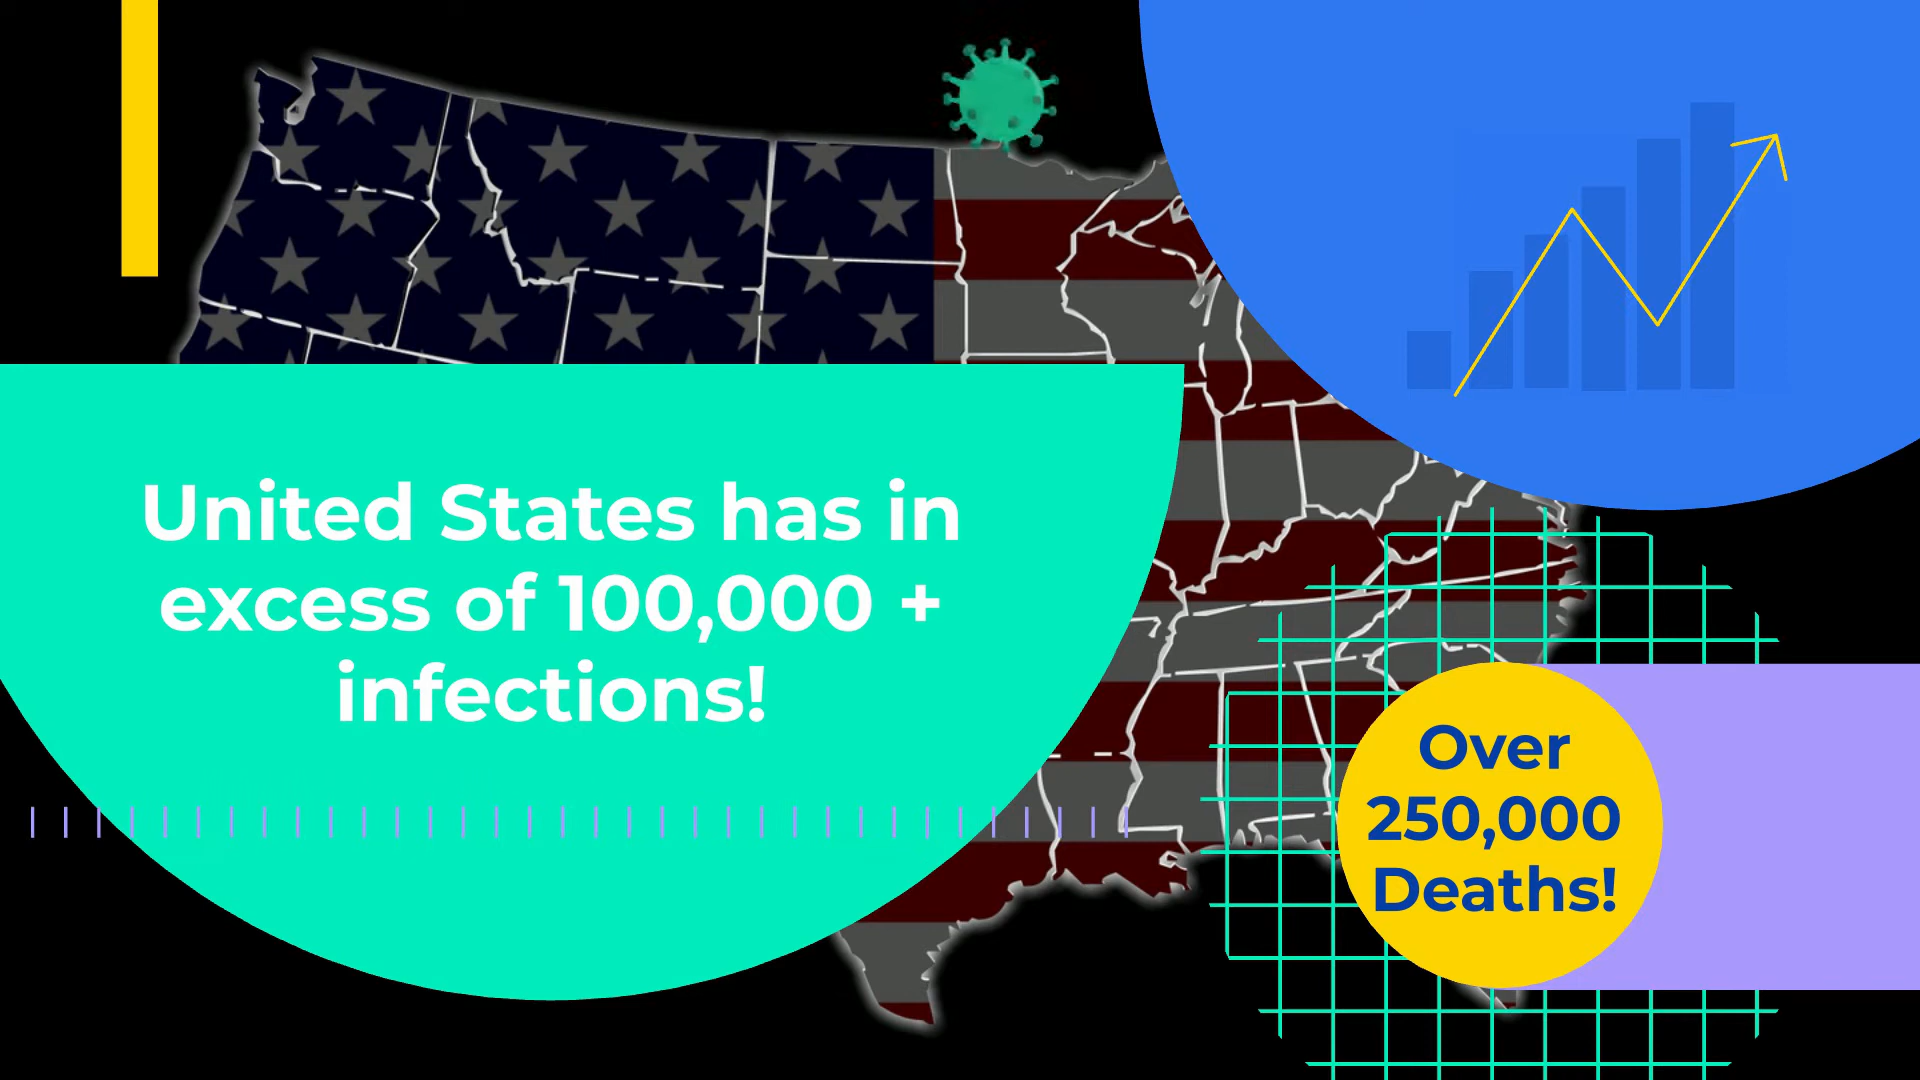 United States has in
excess of 100,000 +
infections!
Over
250,000
Deaths!